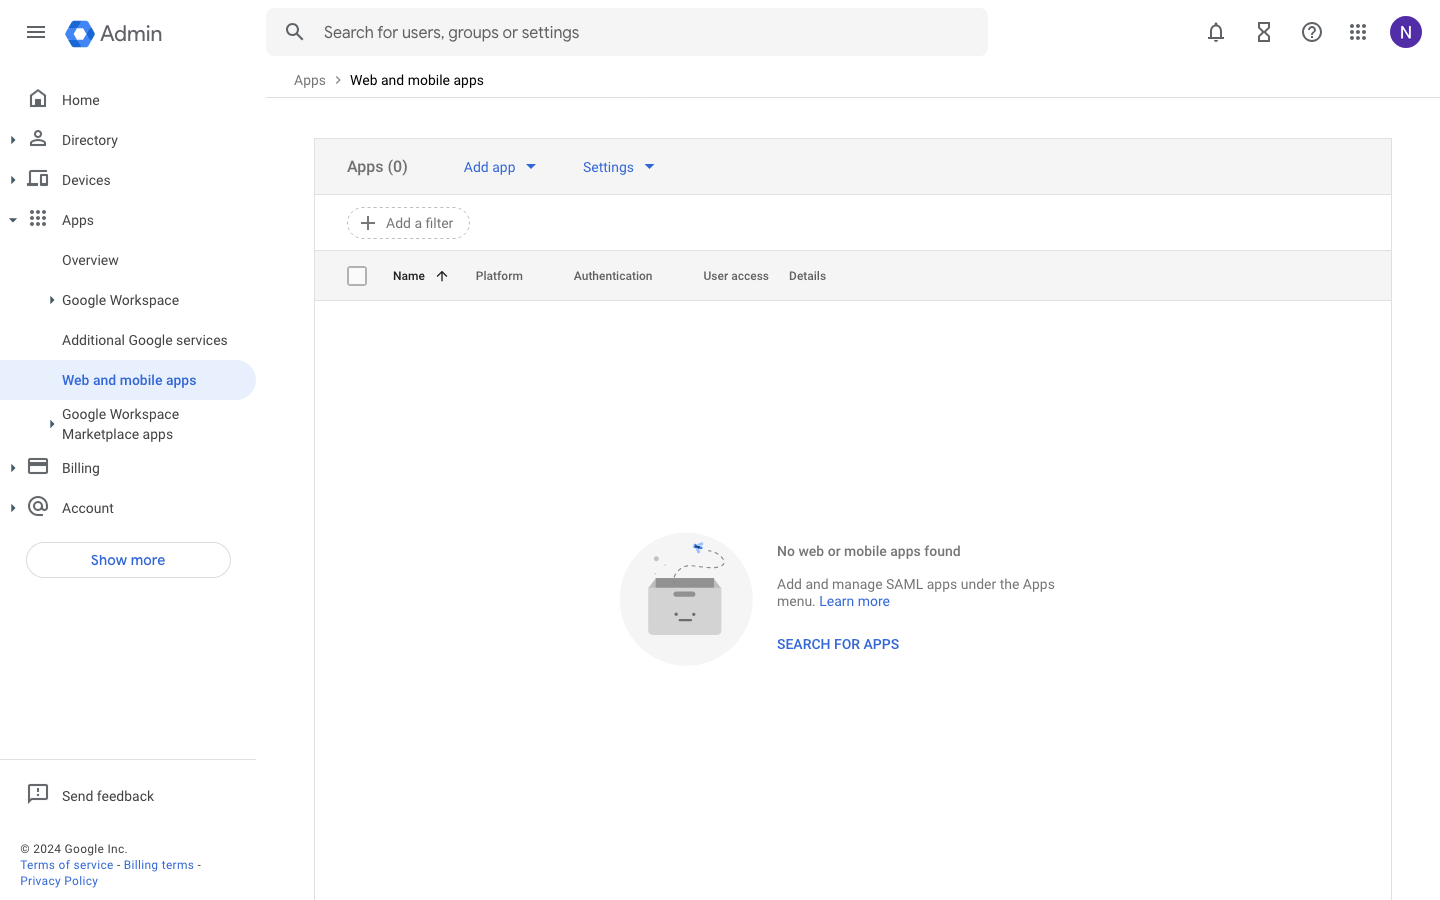 Admin
Search for users, groups or settings
N
Apps > Web and mobile apps
Home
Directory
Devices
Apps
Overview
Google Workspace
Additional Google services
Web and mobile apps
Google Workspace
Marketplace apps
Billing
Account
Show more
Send feedback
© 2024 Google Inc.
Terms of service - Billing terms -
Privacy Policy
Apps (0) Add app Settings
Add a filter
Name Platform Authentication User access Details
No web or mobile apps found
Add and manage SAML apps under the Apps
menu. Learn more
SEARCH FOR APPS